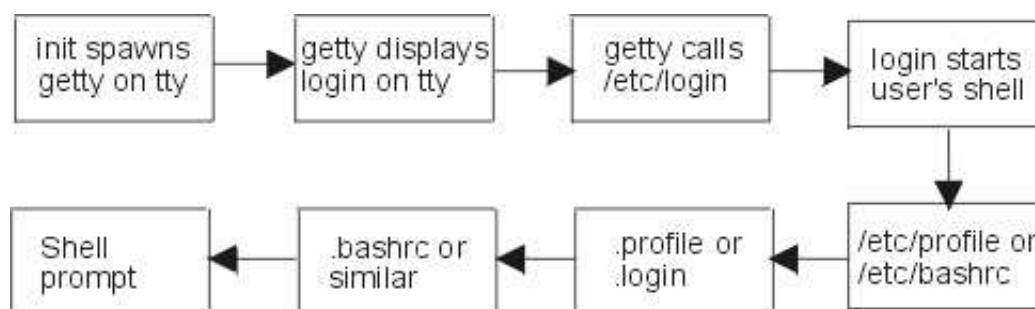 init spawns
getty on tty
getty displays
login on tty
getty calls
/etc/login
login starts
user's shell
/etc/profile or
/etc/bashrc
.profile or
.login
.bashrc or
similar
Shell
prompt